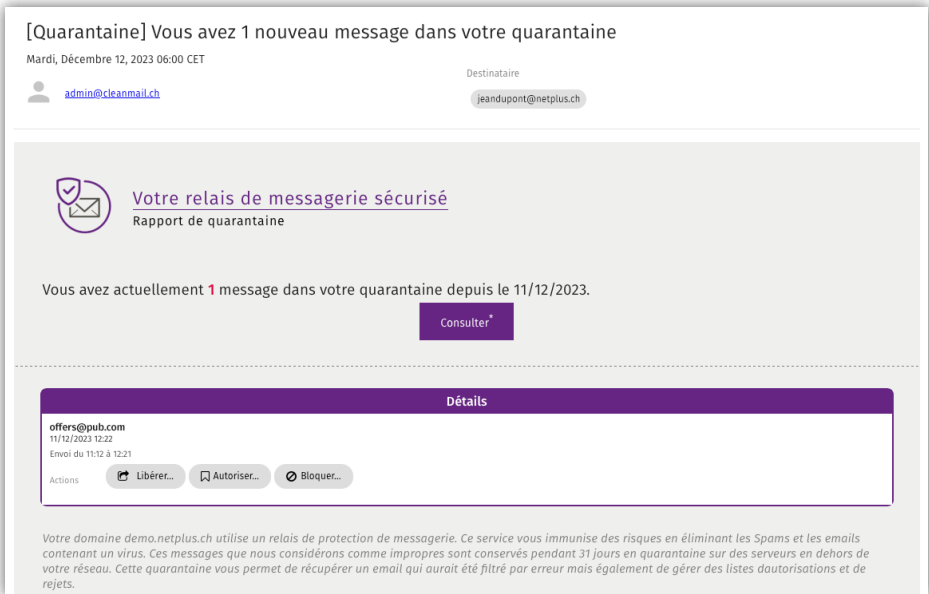 [Quarantaine] Vous avez 1 nouveau message dans votre quarantaine
Mardi, Décembre 12, 2023 06:00 CET
Destinataire
admin@cleanmail.ch
jeandupont@netplus.ch
Votre relais de messagerie sécurisé
Rapport de quarantaine
Vous avez actuellement 1 message dans votre quarantaine depuis le 11/12/2023.
Consulter*
Détails
offers@pub.com
11/12/2023 12:22
Envoi du 11:12 à 12:21
Actions Libérer... Autoriser... Bloquer...
Votre domaine demo.netplus.ch utilise un relais de protection de messagerie. Ce service vous immunise des risques en éliminant les Spams et les emails
contenant un virus. Ces messages que nous considérons comme impropres sont conservés pendant 31 jours en quarantaine sur des serveurs en dehors de
votre réseau. Cette quarantaine vous permet de récupérer un email qui aurait été filtré par erreur mais également de gérer des listes dautorisations et de
rejets.